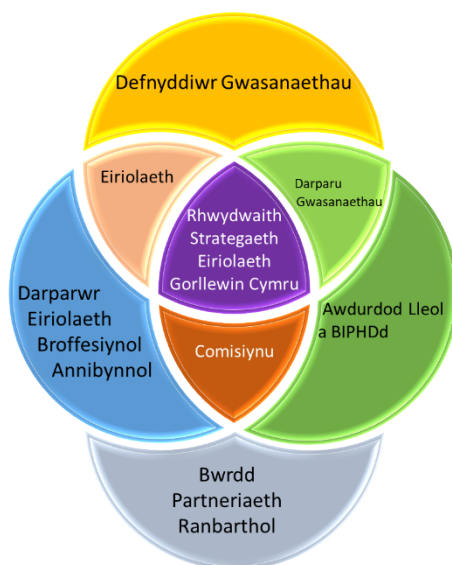 Defnyddiwr Gwasanaethau
Eiriolaeth
Darparu
Gwasanaethau
Rhwydwaith
Strategaeth
Eiriolaeth
Gorllewin Cymru
Darparwr
Eiriolaeth
Broffesiynol
Annibynnol
Awdurdod Lleol
a BIPHDd
Comisiynu
Bwrdd
Partneriaeth
Ranbarthol